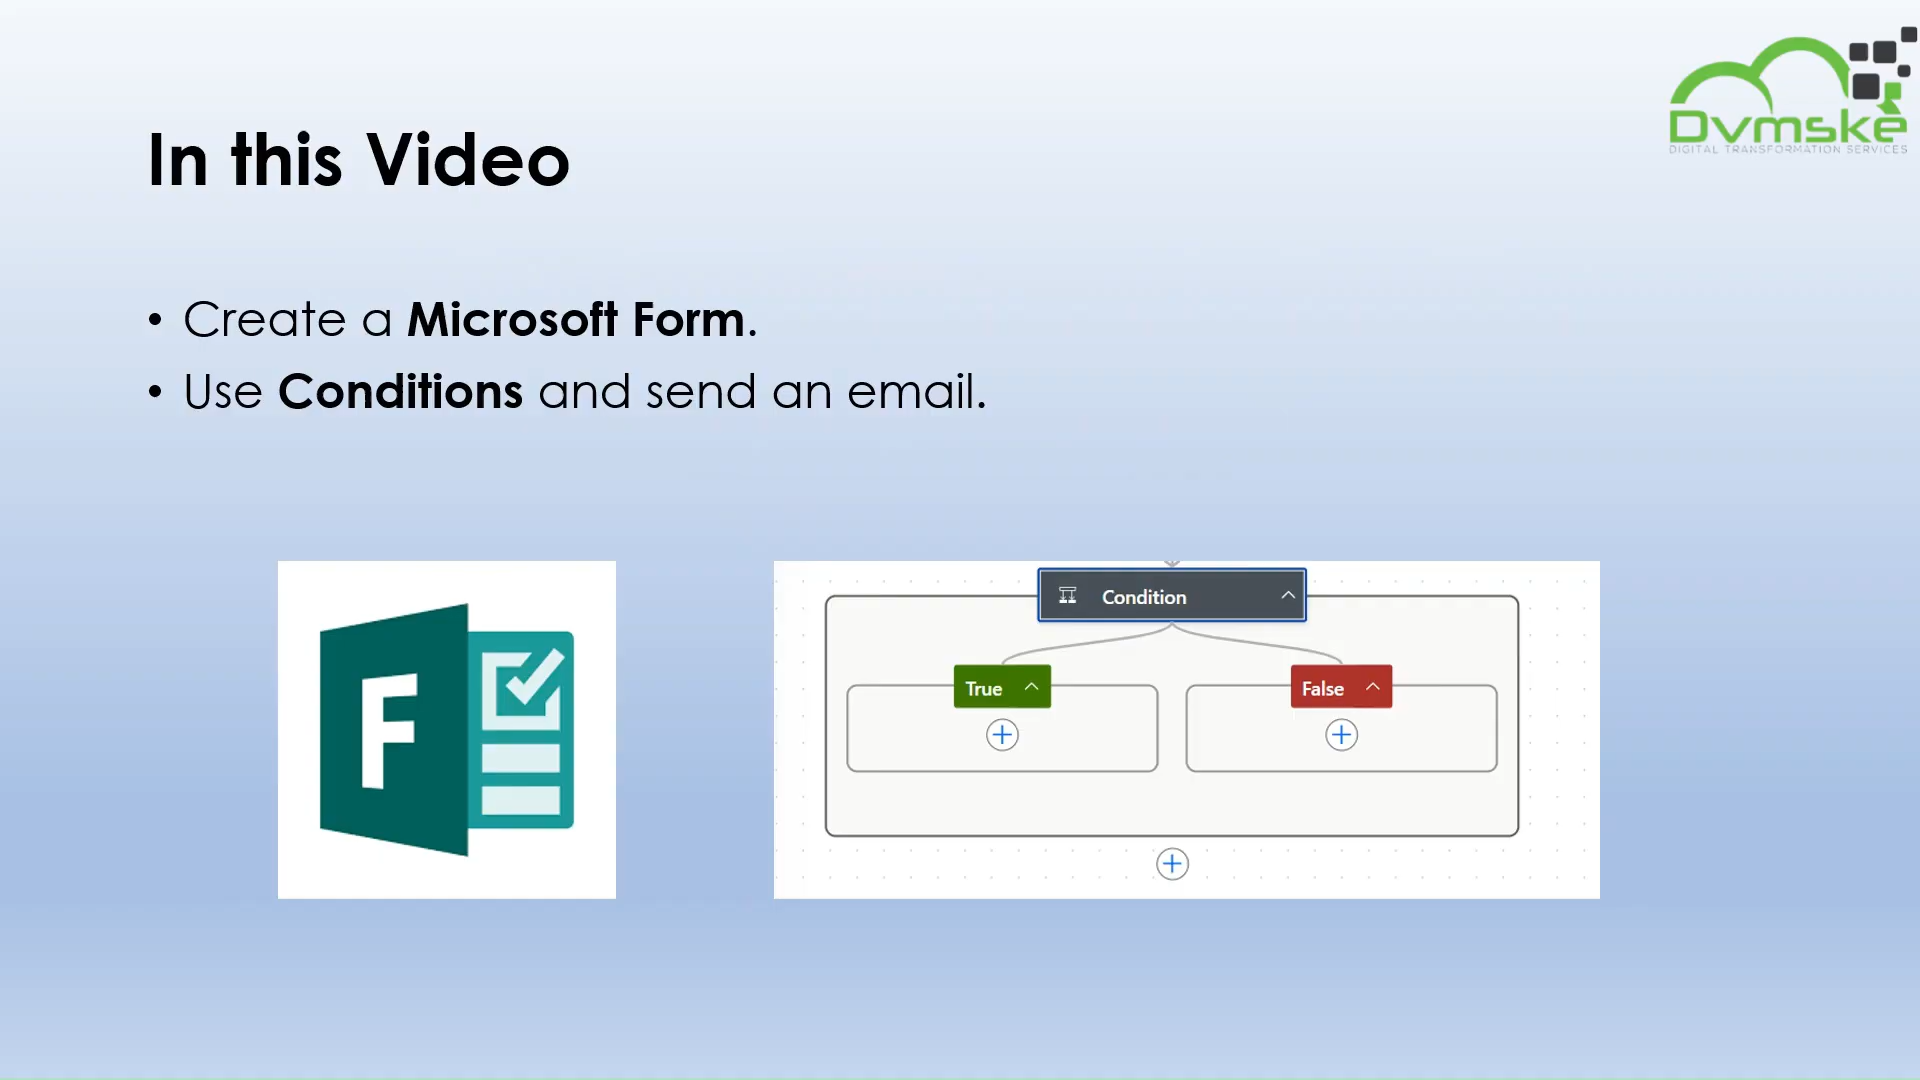 Dvmske
DIGITAL TRANSFORMATION SERVICES
In this Video
• Create a Microsoft Form.
• Use Conditions and send an email.
F
Condition
True
False